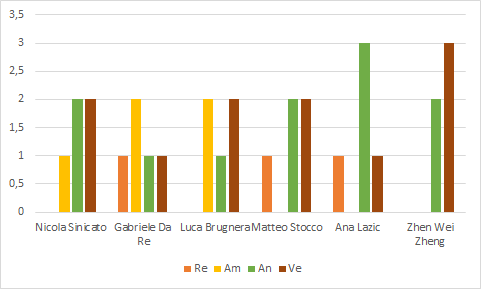 3,5
3
2,5
2
1,5
1
0,5
0
Nicola Sinicato Gabriele Da Luca Brugnera Matteo Stocco Ana Lazic Zhen Wei
Re Zheng
Re Am An Ve